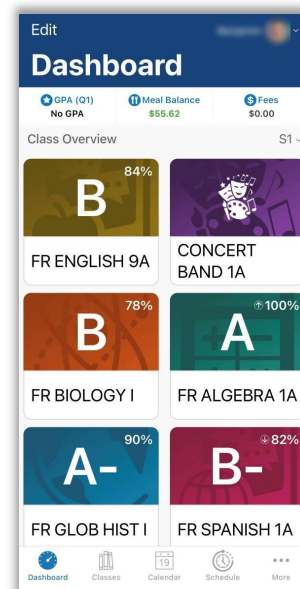 Edit
Dashboard
GPA (Q1) Meal Balance Fees
No GPA $55.62 $0.00
Class Overview S1
84%
B
FR ENGLISH 9A
CONCERT
BAND 1A
78%
B
FR BIOLOGY I
100%
A
FR ALGEBRA 1A
90%
A-
FR GLOB HIST I
82%
B-
FR SPANISH 1A
19
Dashboard Classes Calendar Schedule More